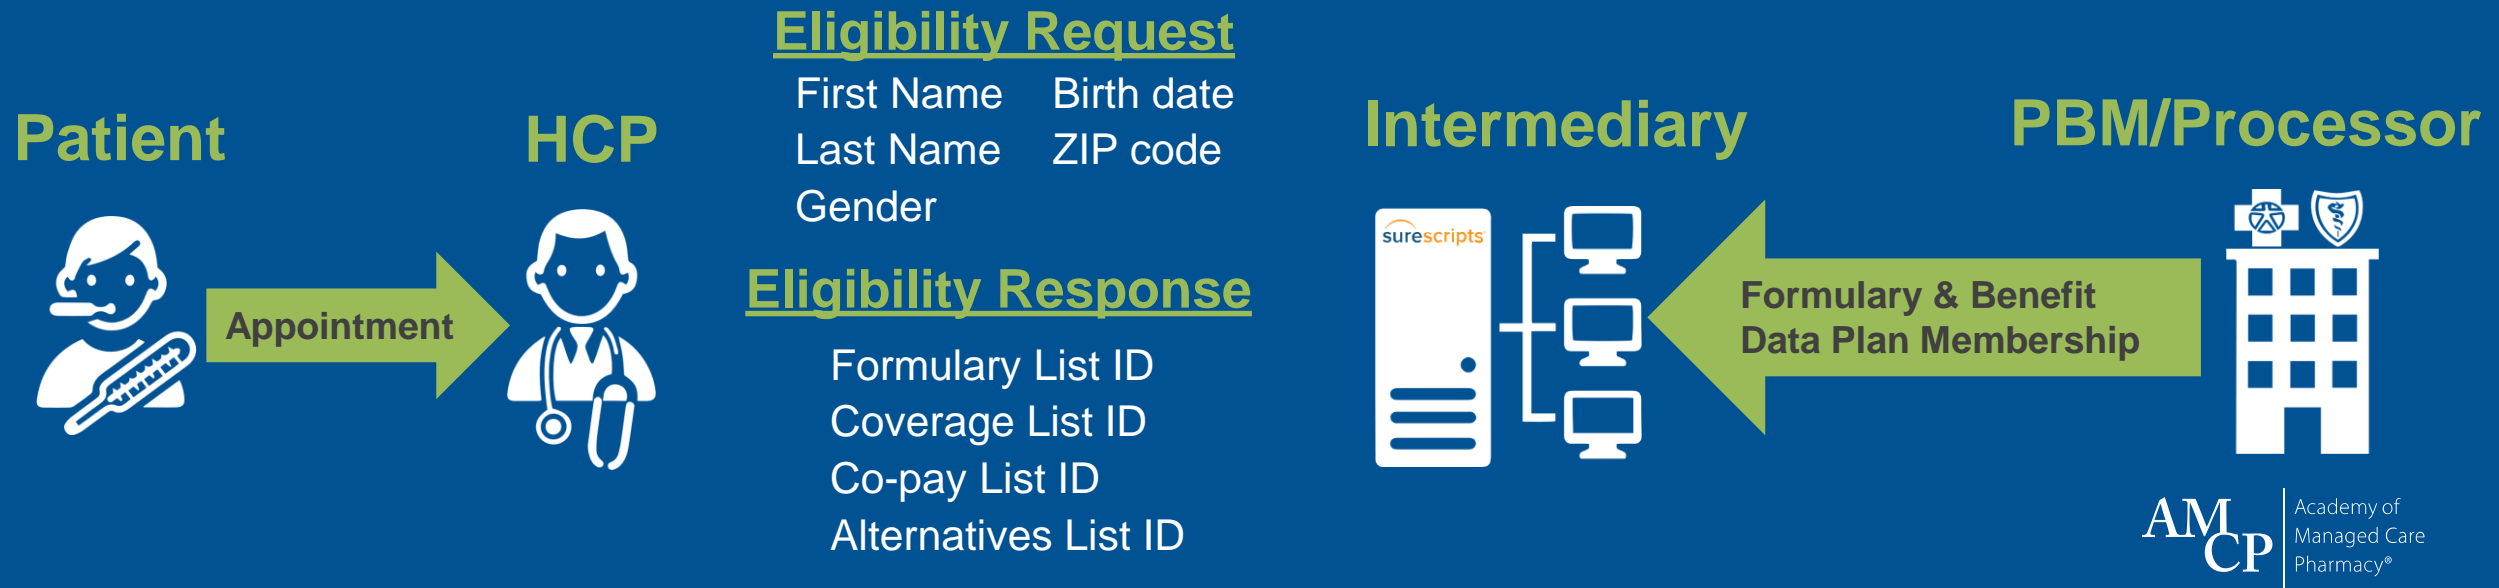 Patient
Appointment
HCP
Eligibility Request
First Name Birth date
Last Name ZIP code
Gender
Eligibility Response
Formulary List ID
Coverage List ID
Co-pay List ID
Alternatives List ID
Intermediary
surescripts
Formulary & Benefit
Data Plan Membership
PBM/Processor
AMCP
Academy of
Managed Care
Pharmacy®